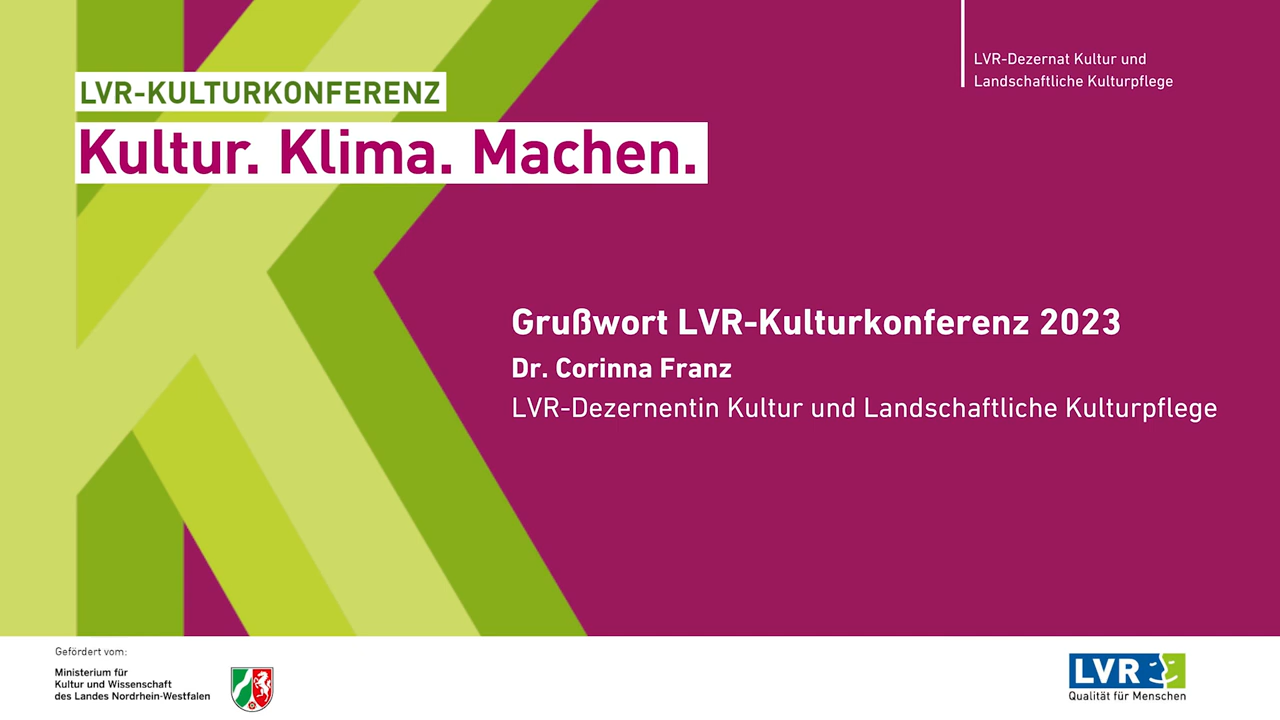 LVR-Dezernat Kultur und
Landschaftliche Kulturpflege
LVR-KULTURKONFERENZ
Kultur. Klima. Machen.
Grußwort LVR-Kulturkonferenz 2023
Dr. Corinna Franz
LVR-Dezernentin Kultur und Landschaftliche Kulturpflege
Gefördert vom:
Ministerium für
Kultur und Wissenschaft
des Landes Nordrhein-Westfalen
LVR
Qualität für Menschen